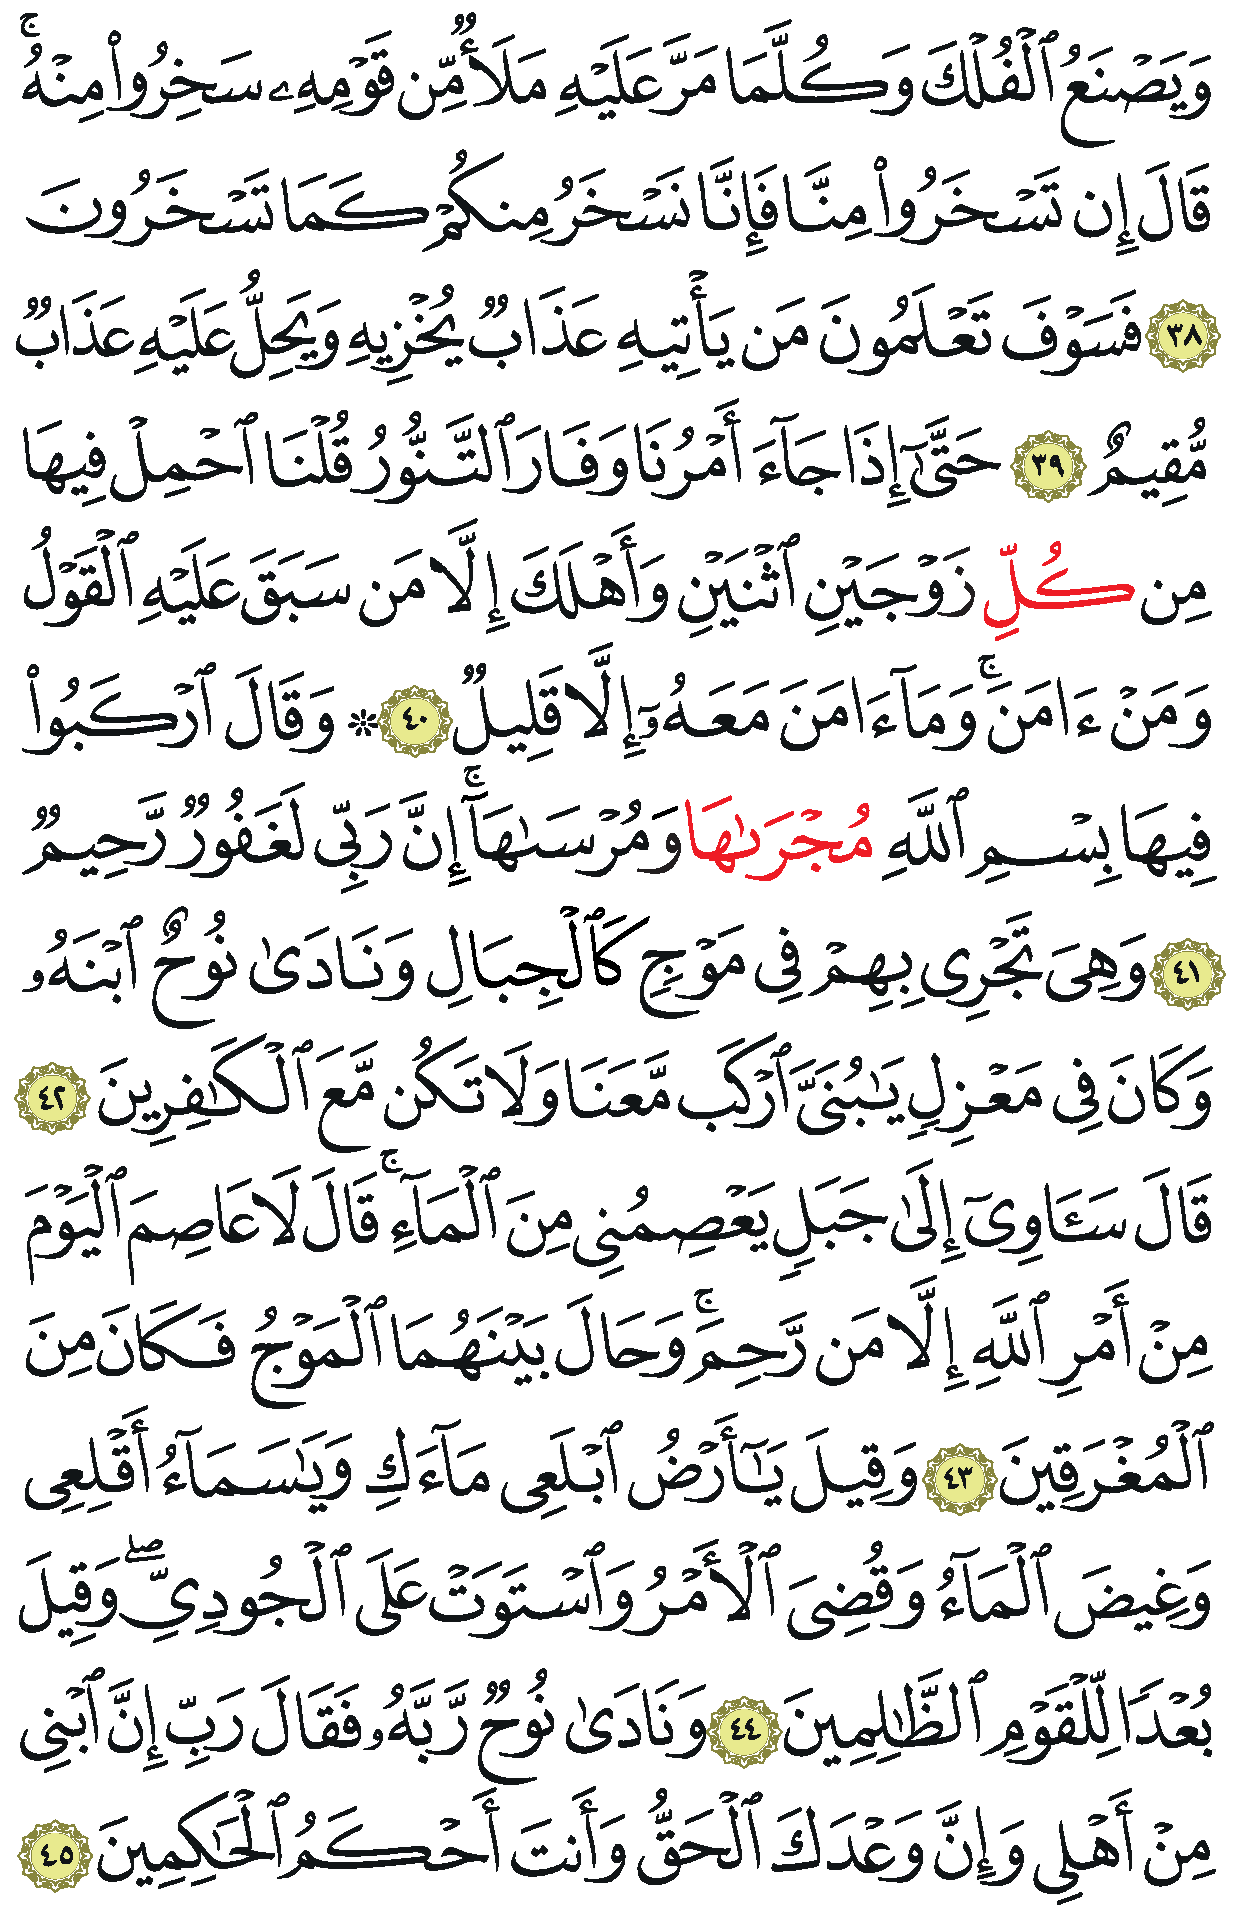 وَيَصۡنَعُ ٱلۡفُلۡكَ وَكُلَّمَا مَرَّ عَلَيۡهِ مَلَأٞ مِّن قَوۡمِهِۦ سَخِرُواْ مِنۡهُۚ
قَالَ إِن تَسۡخَرُواْ مِنَّا فَإِنَّا نَسۡخَرُ مِنكُمۡ كَمَا تَسۡخَرُونَ
٣٨ فَسَوۡفَ تَعۡلَمُونَ مَن يَأۡتِيهِ عَذَابٞ يُخۡزِيهِ وَيَحِلُّ عَلَيۡهِ عَذَابٞ
مُّقِيمٌ ٣٩ حَتَّىٰٓ إِذَا جَآءَ أَمۡرُنَا وَفَارَ ٱلتَّنُّورُ قُلۡنَا ٱحۡمِلۡ فِيهَا
مِن كُلِّ زَوۡجَيۡنِ ٱثۡنَيۡنِ وَأَهۡلَكَ إِلَّا مَن سَبَقَ عَلَيۡهِ ٱلۡقَوۡلُ
وَمَنۡ ءَامَنَۚ وَمَآ ءَامَنَ مَعَهُۥٓ إِلَّا قَلِيلٞ ٤٠ ۞ وَقَالَ ٱرۡكَبُواْ
فِيهَا بِسۡمِ ٱللَّهِ مُجۡرَىٰهَا وَمُرۡسَىٰهَآۚ إِنَّ رَبِّي لَغَفُورٞ رَّحِيمٞ
٤١ وَهِيَ تَجۡرِي بِهِمۡ فِي مَوۡجٖ كَٱلۡجِبَالِ وَنَادَىٰ نُوحٌ ٱبۡنَهُۥ
وَكَانَ فِي مَعۡزِلٖ يَٰبُنَيَّ ٱرۡكَب مَّعَنَا وَلَا تَكُن مَّعَ ٱلۡكَٰفِرِينَ ٤٢
قَالَ سَـَٔاوِيٓ إِلَىٰ جَبَلٖ يَعۡصِمُنِي مِنَ ٱلۡمَآءِۚ قَالَ لَا عَاصِمَ ٱلۡيَوۡمَ
مِنۡ أَمۡرِ ٱللَّهِ إِلَّا مَن رَّحِمَۚ وَحَالَ بَيۡنَهُمَا ٱلۡمَوۡجُ فَكَانَ مِنَ
ٱلۡمُغۡرَقِينَ ٤٣ وَقِيلَ يَٰٓأَرۡضُ ٱبۡلَعِي مَآءَكِ وَيَٰسَمَآءُ أَقۡلِعِي
وَغِيضَ ٱلۡمَآءُ وَقُضِيَ ٱلۡأَمۡرُ وَٱسۡتَوَتۡ عَلَى ٱلۡجُودِيِّۖ وَقِيلَ
بُعۡدٗا لِّلۡقَوۡمِ ٱلظَّٰلِمِينَ ٤٤ وَنَادَىٰ نُوحٞ رَّبَّهُۥ فَقَالَ رَبِّ إِنَّ ٱبۡنِي
مِنۡ أَهۡلِي وَإِنَّ وَعۡدَكَ ٱلۡحَقُّ وَأَنتَ أَحۡكَمُ ٱلۡحَٰكِمِينَ ٤٥